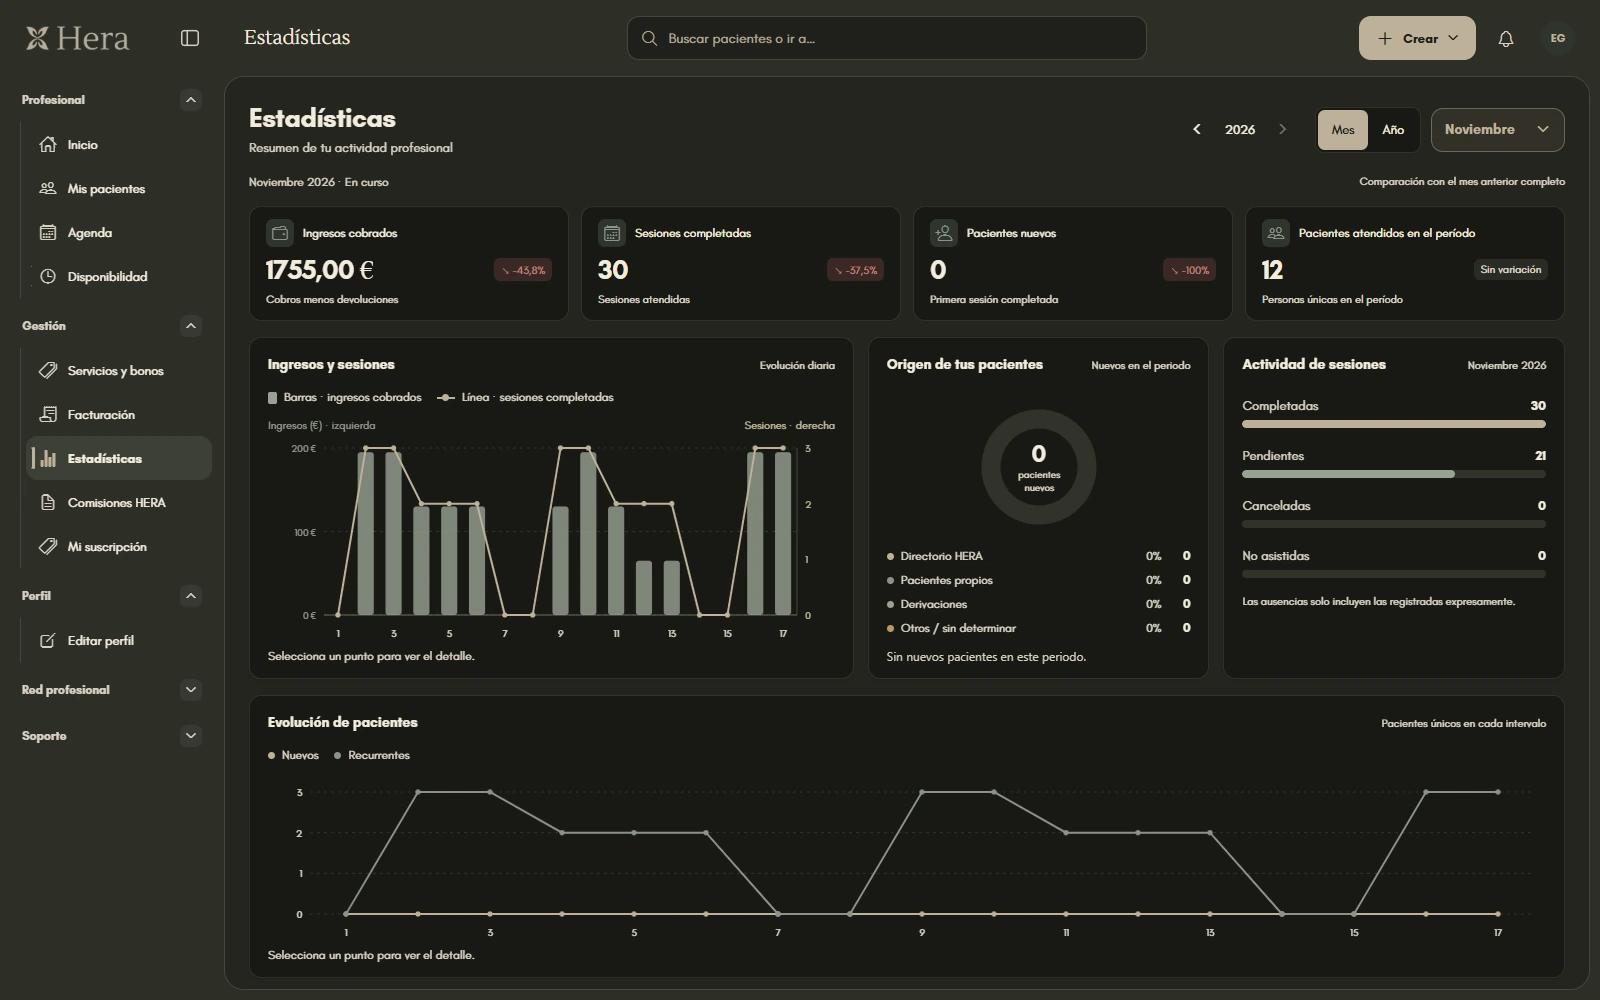 Hera
Estadísticas
Buscar pacientes o ir a...
Crear
EG
Profesional
Inicio
Mis pacientes
Agenda
Disponibilidad
Gestión
Servicios y bonos
Facturación
Estadísticas
Comisiones HERA
Mi suscripción
Perfil
Editar perfil
Red profesional
Soporte
Estadísticas
Resumen de tu actividad profesional
2026
Mes
Año
Noviembre
Noviembre 2026 · En curso
Comparación con el mes anterior completo
Ingresos cobrados
1755,00 €
↘ -43,8%
Cobros menos devoluciones
Sesiones completadas
30
↘ -37,5%
Sesiones atendidas
Pacientes nuevos
0
↘ -100%
Primera sesión completada
Pacientes atendidos en el período
12
Sin variación
Personas únicas en el período
Ingresos y sesiones
Evolución diaria
Barras · ingresos cobrados
Línea · sesiones completadas
Ingresos (€) · izquierda
Sesiones · derecha
200 €
100 €
0 €
3
2
1
0
1 3 5 7 9 11 13 15 17
Selecciona un punto para ver el detalle.
Origen de tus pacientes
Nuevos en el periodo
0
pacientes
nuevos
Directorio HERA 0% 0
Pacientes propios 0% 0
Derivaciones 0% 0
Otros / sin determinar 0% 0
Sin nuevos pacientes en este periodo.
Actividad de sesiones
Noviembre 2026
Completadas 30
Pendientes 21
Canceladas 0
No asistidas 0
Las ausencias solo incluyen las registradas expresamente.
Evolución de pacientes
Pacientes únicos en cada intervalo
Nuevos
Recurrentes
3
2
1
0
1 3 5 7 9 11 13 15 17
Selecciona un punto para ver el detalle.